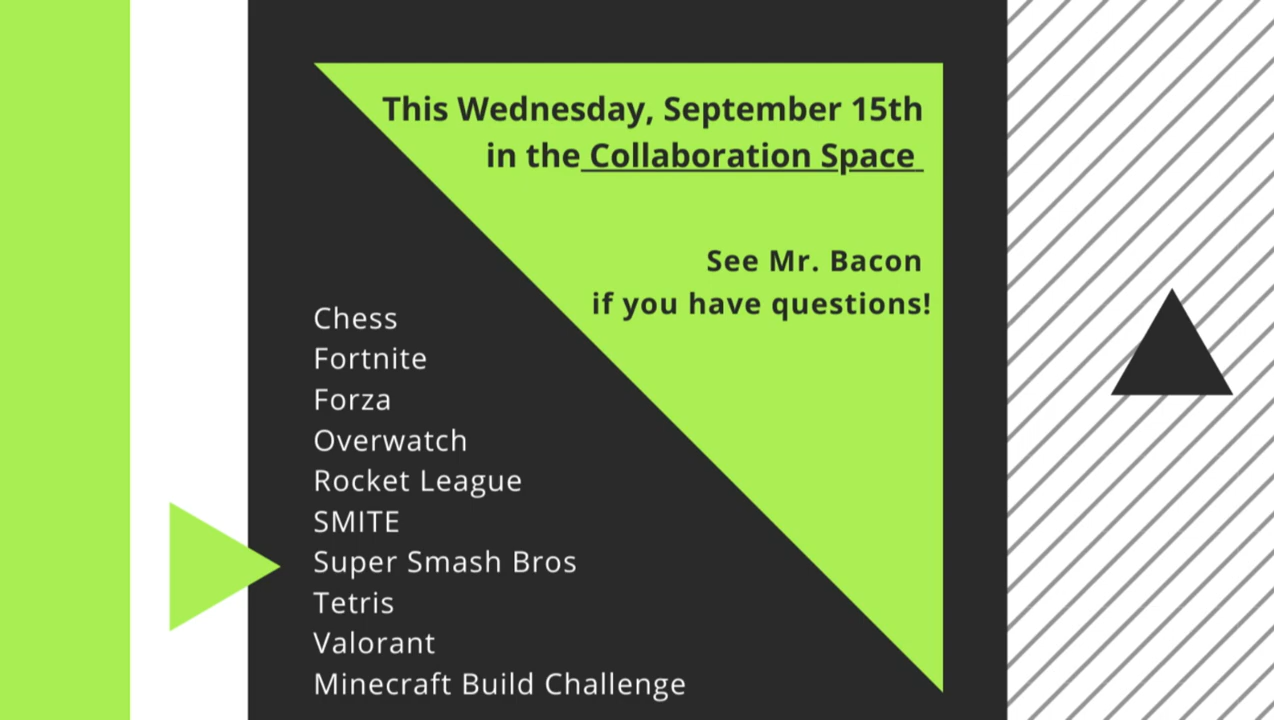 This Wednesday, September 15th
in the Collaboration Space
See Mr. Bacon
if you have questions!
Chess
Fortnite
Forza
Overwatch
Rocket League
SMITE
Super Smash Bros
Tetris
Valorant
Minecraft Build Challenge